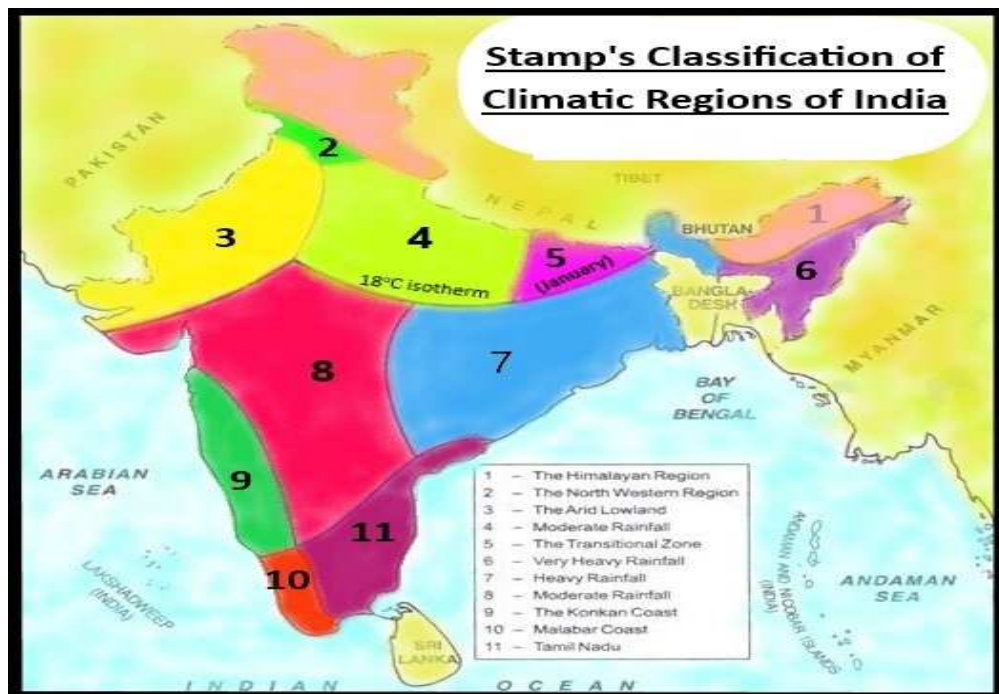 Stamp's Classification of
Climatic Regions of India
PAKISTAN
TIBET
NEPAL
BHUTAN
1
2
3
4
5
(January)
6
18°C isotherm
BANGLA-
DESH
MYANMAR
7
8
BAY
OF
BENGAL
ARABIAN
SEA
9
10
11
1 – The Himalayan Region
2 – The North Western Region
3 – The Arid Lowland
4 – Moderate Rainfall
5 – The Transitional Zone
6 – Very Heavy Rainfall
7 – Heavy Rainfall
8 – Moderate Rainfall
9 – The Konkan Coast
10 – Malabar Coast
11 – Tamil Nadu
LAKSHADWEEP
(INDIA)
ANDAMAN AND NICOBAR ISLANDS
(INDIA)
ANDAMAN
SEA
SRI
LANKA
INDIAN OCEAN